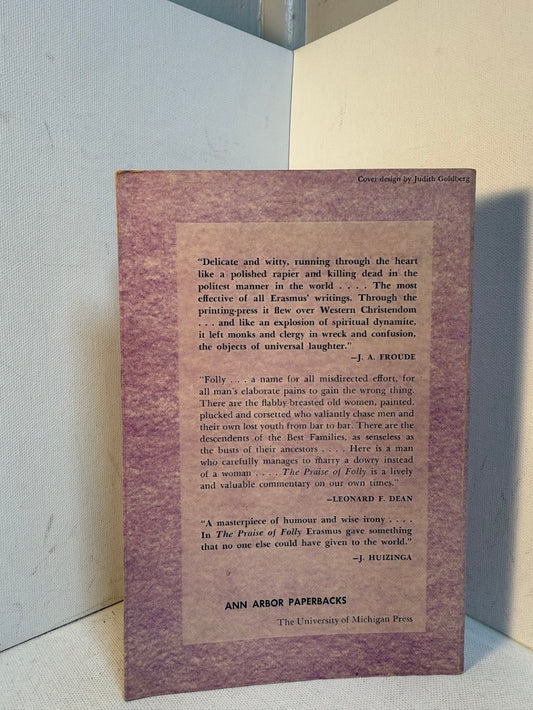 Cover design by Judith Goldberg
"Delicate and witty, running through the heart
like a polished rapier and killing dead in the
politest manner in the world . . . . The most
effective of all Erasmus' writings. Through the
printing-press it flew over Western Christendom
. . . and like an explosion of spiritual dynamite,
it left monks and clergy in wreck and confusion,
the objects of universal laughter."
—J. A. FROUDE
"Folly . . . a name for all misdirected effort, for
all man's elaborate pains to gain the wrong thing.
There are the flabby-breasted old women, painted,
plucked and corsetted who valiantly chase men and
their own lost youth from bar to bar. There are the
descendents of the Best Families, as senseless as
the busts of their ancestors . . . . Here is a man
who carefully manages to marry a dowry instead
of a woman . . . . The Praise of Folly is a lively
and valuable commentary on our own times."
—LEONARD F. DEAN
"A masterpiece of humour and wise irony . . . .
In The Praise of Folly Erasmus gave something
that no one else could have given to the world."
—J. HUIZINGA
ANN ARBOR PAPERBACKS
The University of Michigan Press